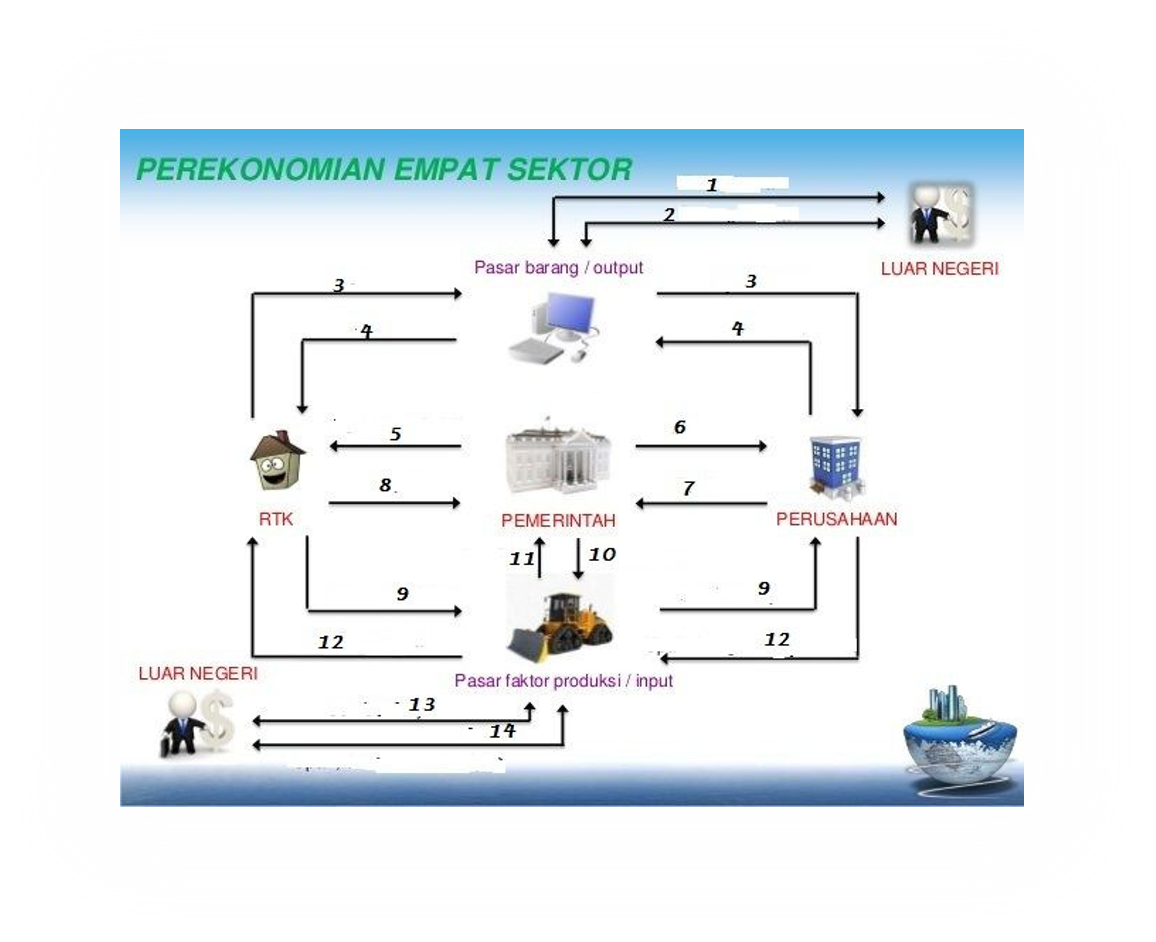 PEREKONOMIAN EMPAT SEKTOR
1
2
LUAR NEGERI
Pasar barang / output
3
3
4
4
5
6
8
7
RTK
PEMERINTAH
PERUSAHAAN
11
10
9
9
12
12
LUAR NEGERI
Pasar faktor produksi / input
13
14